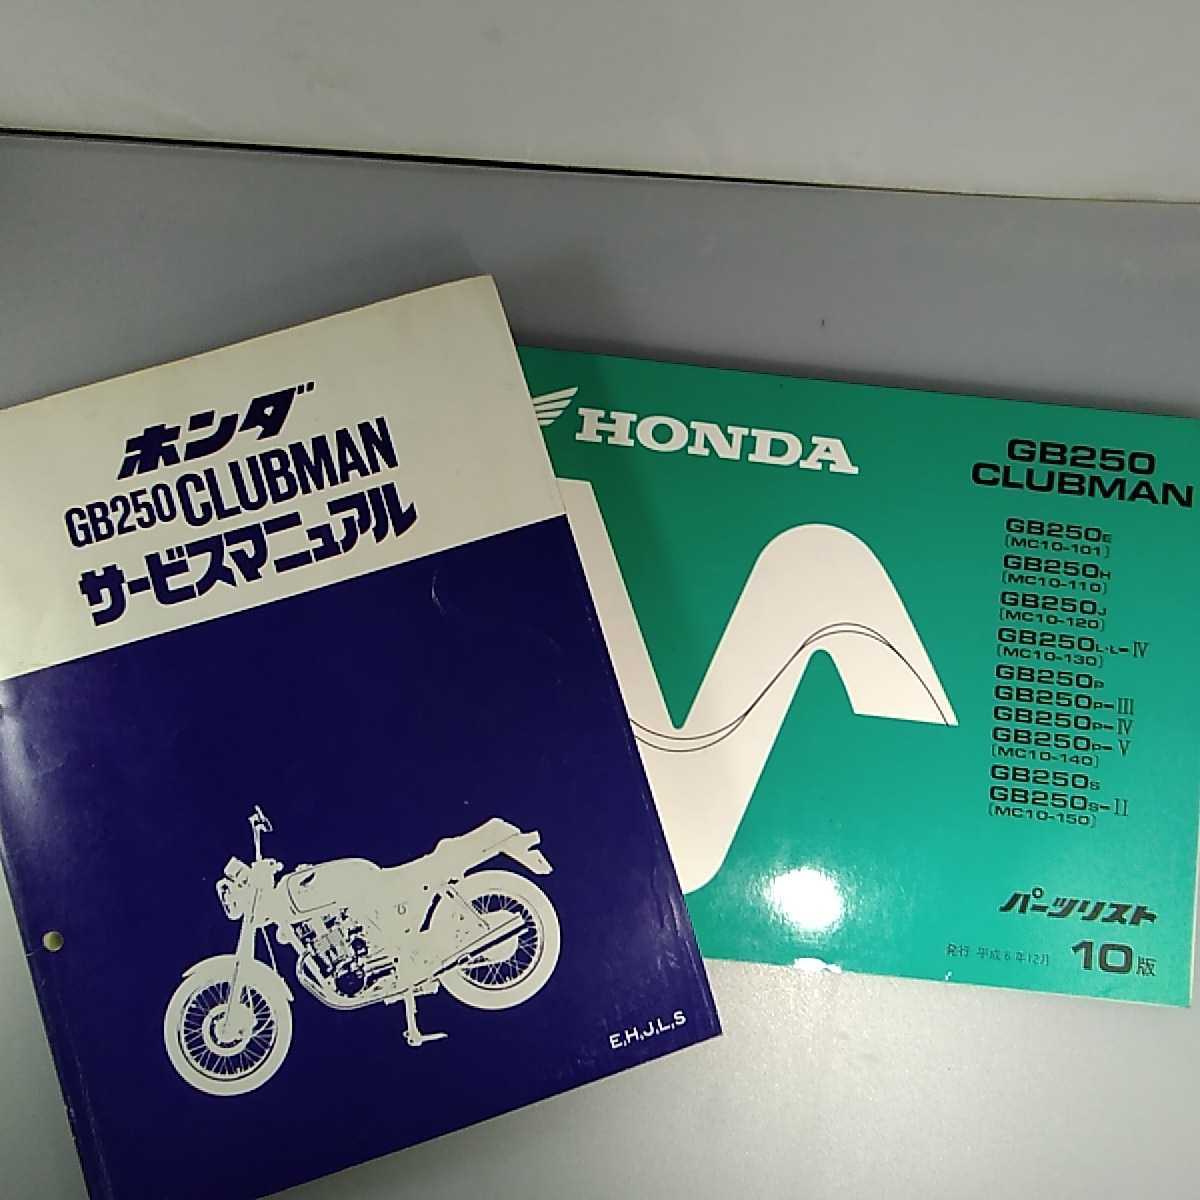 ホンダ
GB250 CLUBMAN
サービスマニュアル
E,H,J,L,S
HONDA
GB250
CLUBMAN
GB250E
[MC10-101]
GB250H
[MC10-110]
GB250J
[MC10-120]
GB250L・L-Ⅳ
[MC10-130]
GB250P
GB250P-Ⅲ
GB250P-Ⅳ
GB250P-Ⅴ
[MC10-140]
GB250S
GB250S-Ⅱ
[MC10-150]
パーツリスト
発行 平成6年12月 10版